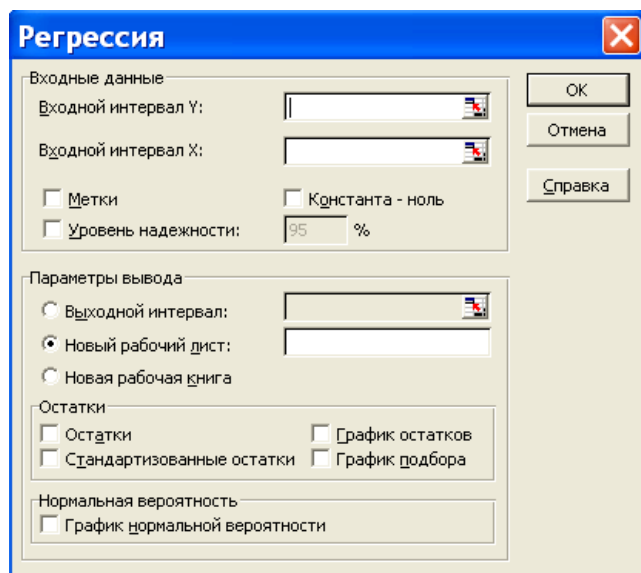 Регрессия
Входные данные
Входной интервал Y:
Входной интервал X:
Метки
Константа - ноль
Уровень надежности:
95 %
OK
Отмена
Справка
Параметры вывода
Выходной интервал:
Новый рабочий лист:
Новая рабочая книга
Остатки
Остатки
График остатков
Стандартизованные остатки
График подбора
Нормальная вероятность
График нормальной вероятности